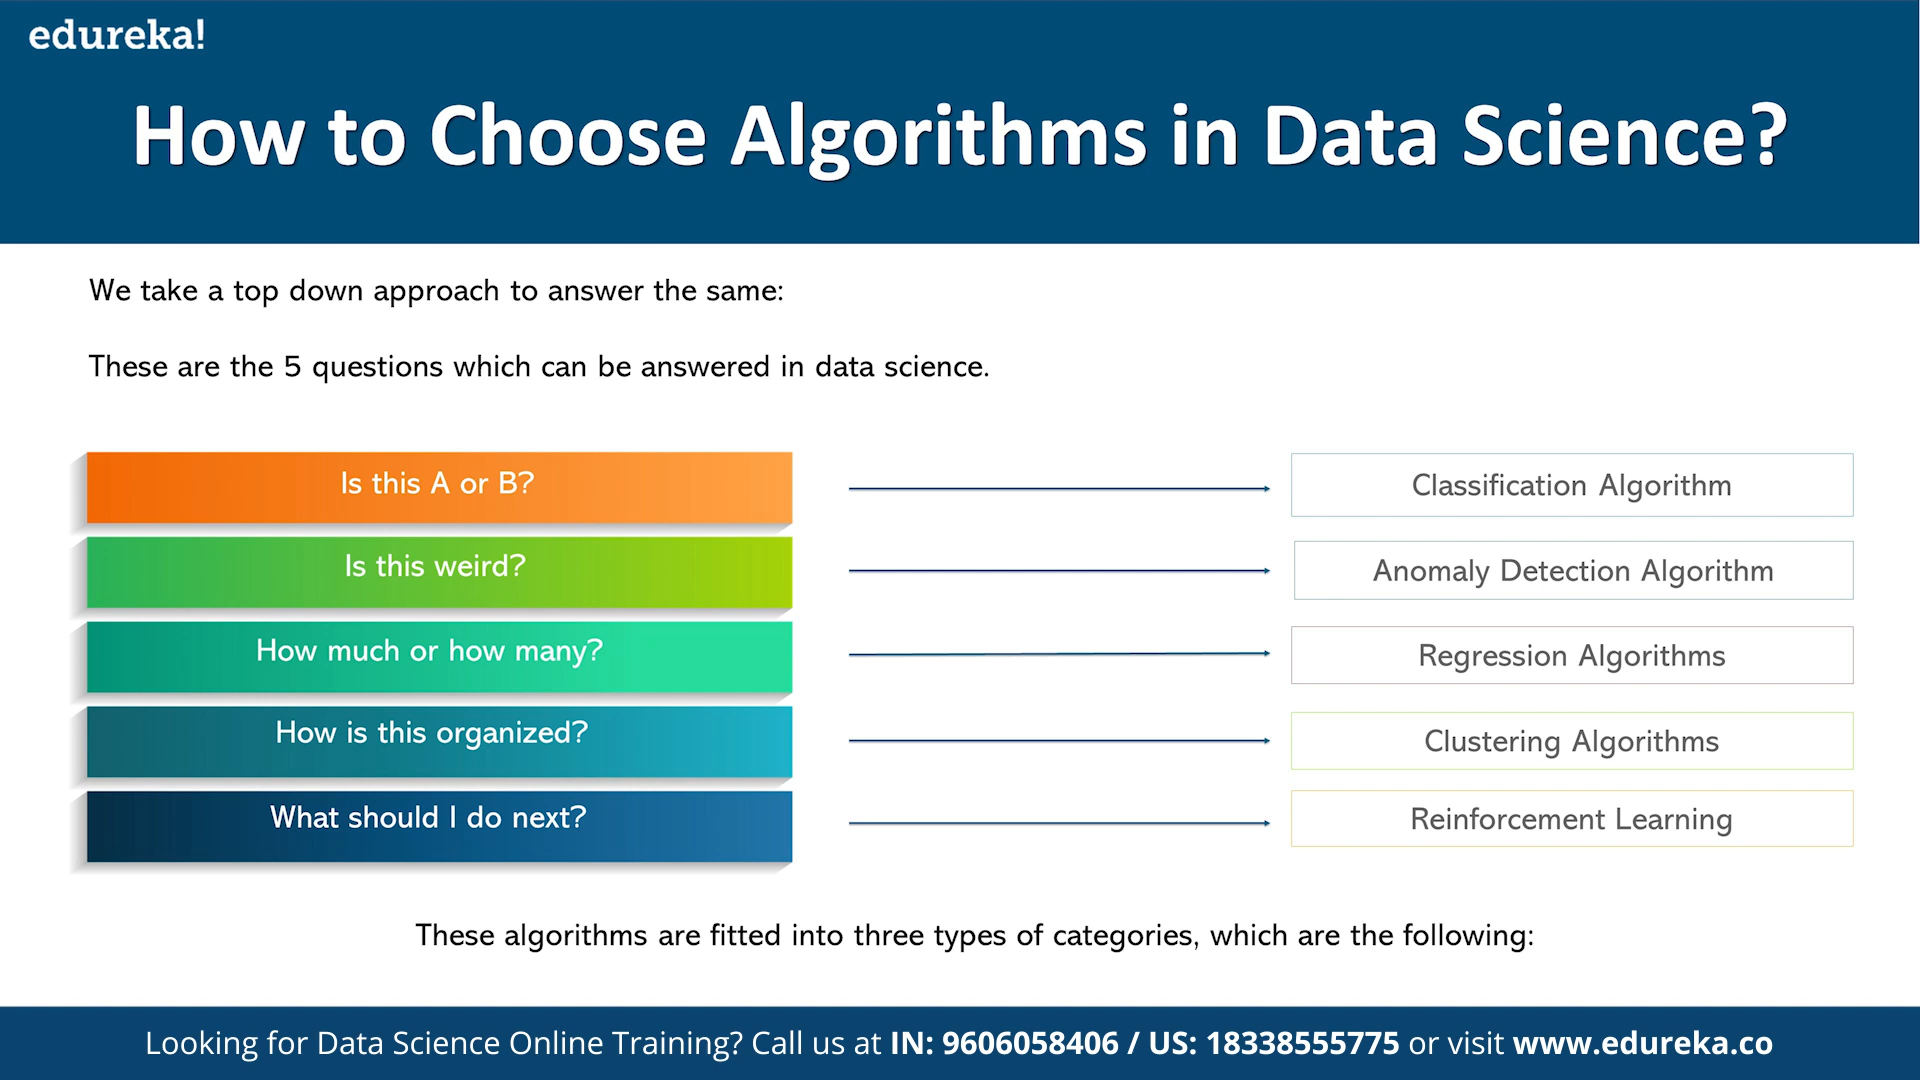 edureka!
How to Choose Algorithms in Data Science?
We take a top down approach to answer the same:
These are the 5 questions which can be answered in data science.
Is this A or B?
Classification Algorithm
Is this weird?
Anomaly Detection Algorithm
How much or how many?
Regression Algorithms
How is this organized?
Clustering Algorithms
What should I do next?
Reinforcement Learning
These algorithms are fitted into three types of categories, which are the following:
Looking for Data Science Online Training? Call us at IN: 9606058406 / US: 18338555775 or visit www.edureka.co